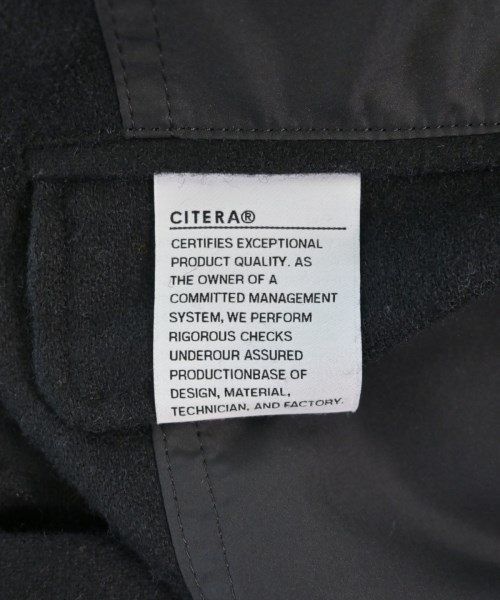 CITERA®
CERTIFIES EXCEPTIONAL
PRODUCT QUALITY. AS
THE OWNER OF A
COMMITTED MANAGEMENT
SYSTEM, WE PERFORM
RIGOROUS CHECKS
UNDEROUR ASSURED
PRODUCTIONBASE OF
DESIGN, MATERIAL,
TECHNICIAN, AND FACTORY.